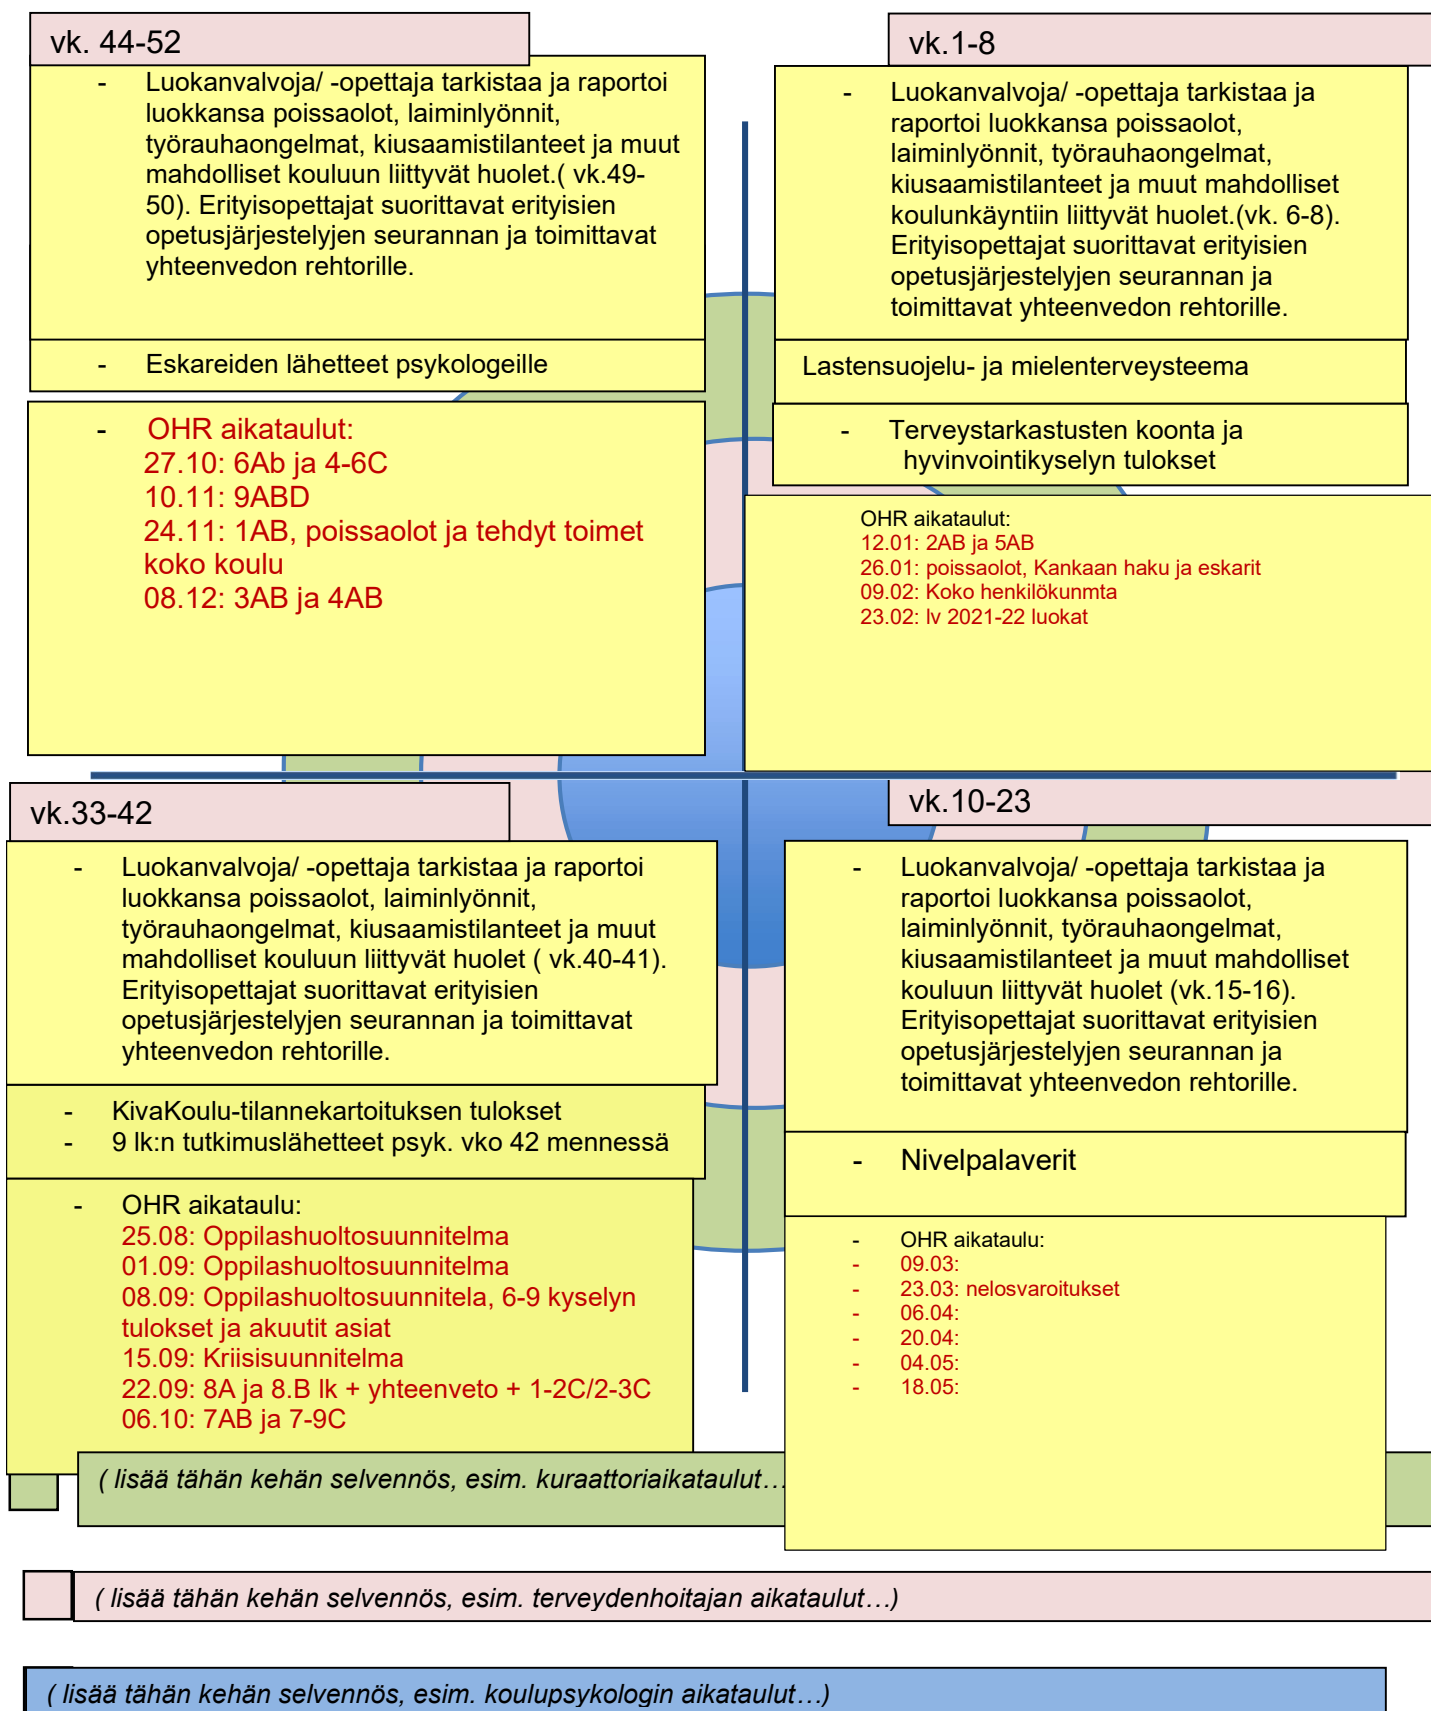 vk. 44-52
- Luokanvalvoja/ -opettaja tarkistaa ja raportoi
luokkansa poissaolot, laiminlyönnit,
työrauhaongelmat, kiusaamistilanteet ja muut
mahdolliset kouluun liittyvät huolet.( vk.49-
50). Erityisopettajat suorittavat erityisien
opetusjärjestelyjen seurannan ja toimittavat
yhteenvedon rehtorille.
- Eskareiden lähetteet psykologeille
- OHR aikataulut:
27.10: 6Ab ja 4-6C
10.11: 9ABD
24.11: 1AB, poissaolot ja tehdyt toimet
koko koulu
08.12: 3AB ja 4AB
vk.1-8
- Luokanvalvoja/ -opettaja tarkistaa ja
raportoi luokkansa poissaolot,
laiminlyönnit, työrauhaongelmat,
kiusaamistilanteet ja muut mahdolliset
koulunkäyntiin liittyvät huolet.(vk. 6-8).
Erityisopettajat suorittavat erityisien
opetusjärjestelyjen seurannan ja
toimittavat yhteenvedon rehtorille.
Lastensuojelu- ja mielenterveysteema
- Terveystarkastusten koonta ja
hyvinvointikyselyn tulokset
OHR aikataulut:
12.01: 2AB ja 5AB
26.01: poissaolot, Kankaan haku ja eskarit
09.02: Koko henkilökunmta
23.02: lv 2021-22 luokat
vk.33-42
- Luokanvalvoja/ -opettaja tarkistaa ja raportoi
luokkansa poissaolot, laiminlyönnit,
työrauhaongelmat, kiusaamistilanteet ja muut
mahdolliset kouluun liittyvät huolet ( vk.40-41).
Erityisopettajat suorittavat erityisien
opetusjärjestelyjen seurannan ja toimittavat
yhteenvedon rehtorille.
- KivaKoulu-tilannekartoituksen tulokset
- 9 lk:n tutkimuslähetteet psyk. vko 42 mennessä
- OHR aikataulu:
25.08: Oppilashuoltosuunnitelma
01.09: Oppilashuoltosuunnitelma
08.09: Oppilashuoltosuunnitela, 6-9 kyselyn
tulokset ja akuutit asiat
15.09: Kriisisuunnitelma
22.09: 8A ja 8.B lk + yhteenveto + 1-2C/2-3C
06.10: 7AB ja 7-9C
vk.10-23
- Luokanvalvoja/ -opettaja tarkistaa ja
raportoi luokkansa poissaolot,
laiminlyönnit, työrauhaongelmat,
kiusaamistilanteet ja muut mahdolliset
kouluun liittyvät huolet (vk.15-16).
Erityisopettajat suorittavat erityisien
opetusjärjestelyjen seurannan ja
toimittavat yhteenvedon rehtorille.
- Nivelpalaverit
- OHR aikataulu:
- 09.03:
- 23.03: nelosvaroitukset
- 06.04:
- 20.04:
- 04.05:
- 18.05:
( lisää tähän kehän selvennös, esim. kuraattoriaikataulut…
( lisää tähän kehän selvennös, esim. terveydenhoitajan aikataulut…)
( lisää tähän kehän selvennös, esim. koulupsykologin aikataulut…)